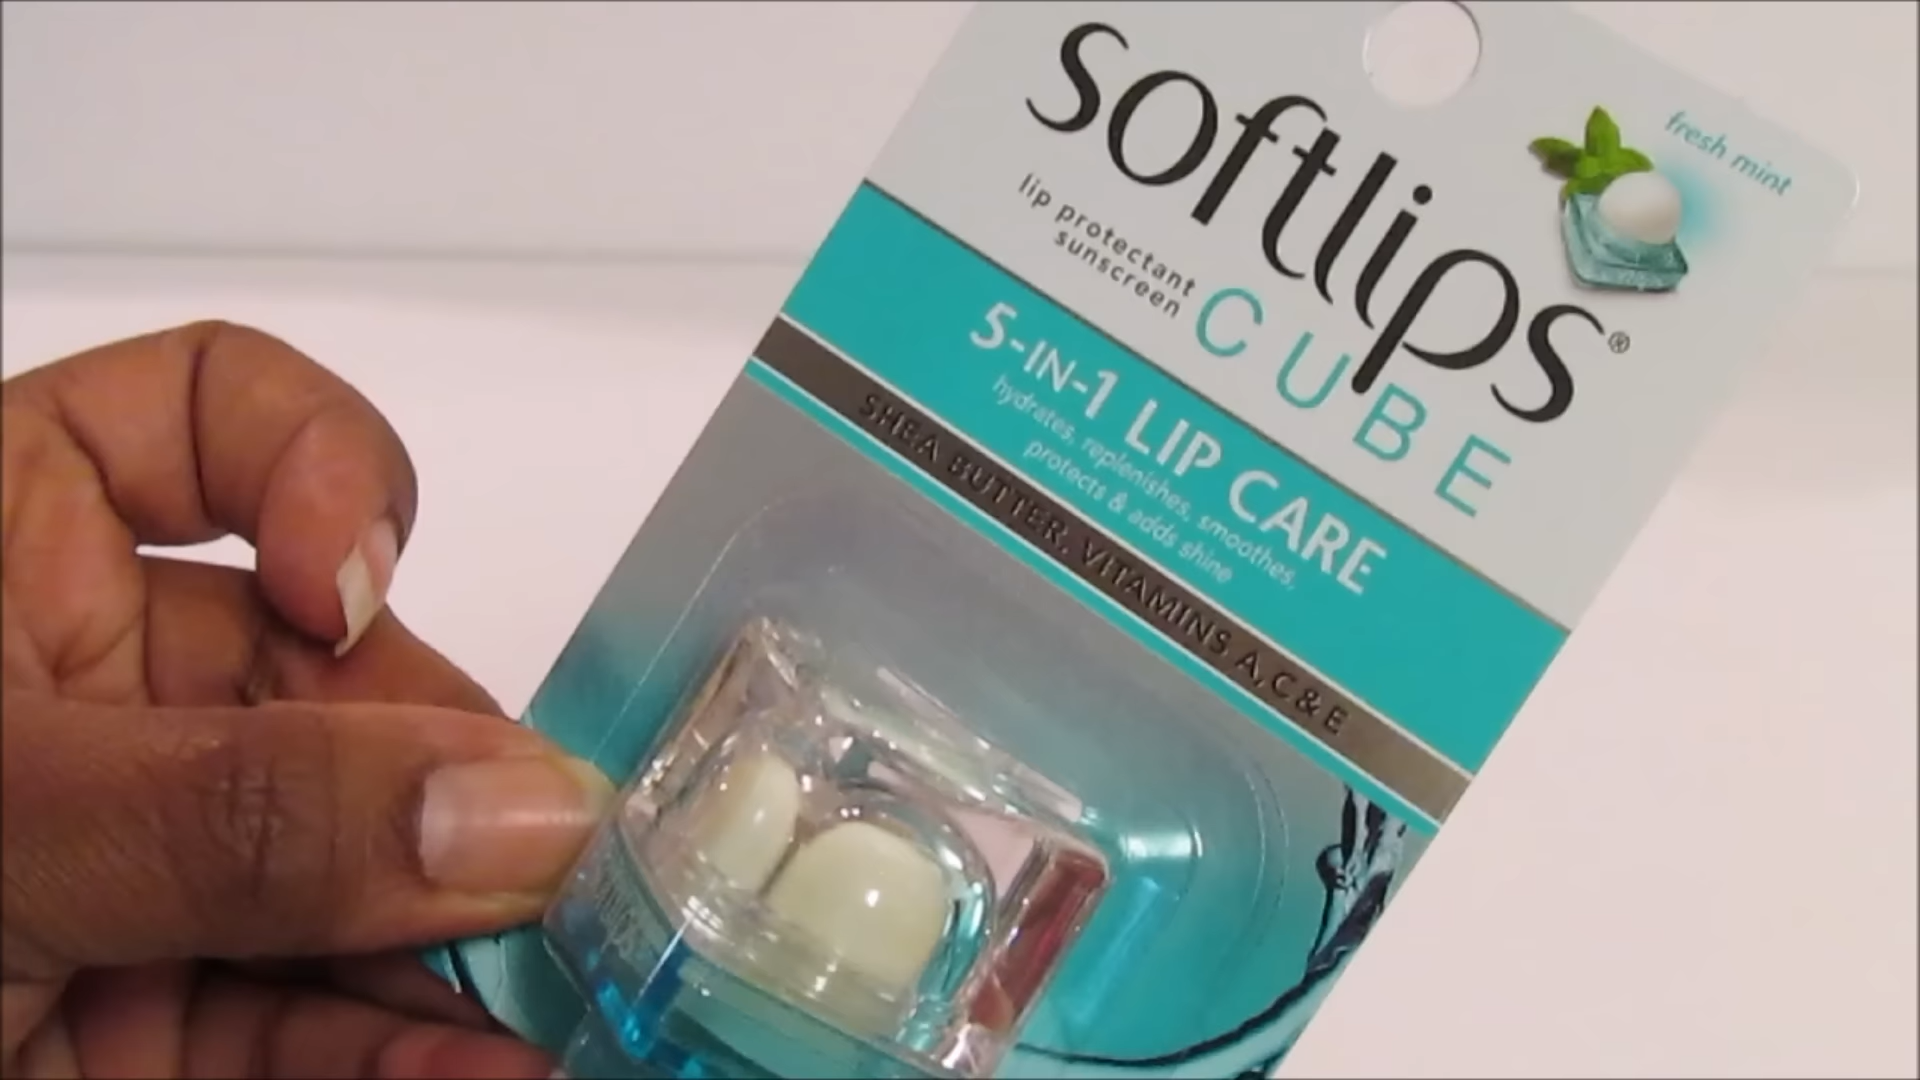 softlips®
fresh mint
lip protectant
sunscreen
CUBE
5-IN-1 LIP CARE
hydrates, replenishes, smoothes,
protects & adds shine
SHEA BUTTER, VITAMINS A, C & E